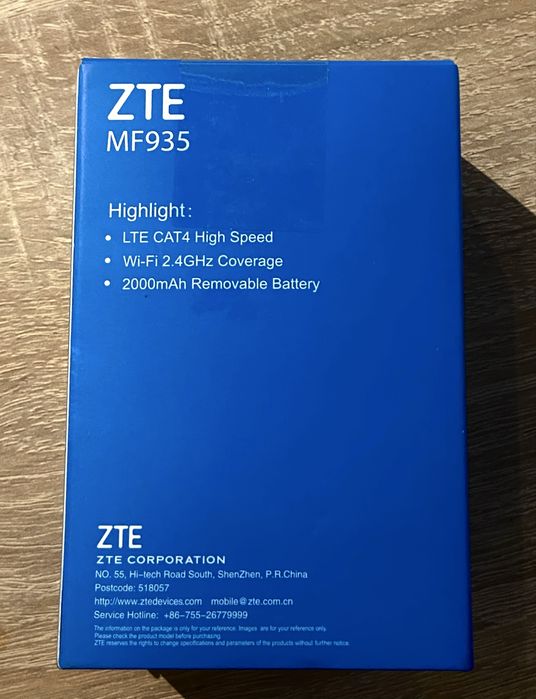 ZTE
MF935
Highlight:
• LTE CAT4 High Speed
• Wi-Fi 2.4GHz Coverage
• 2000mAh Removable Battery
ZTE
ZTE CORPORATION
NO. 55, Hi-tech Road South, ShenZhen, P.R.China
Postcode: 518057
http://www.ztedevices.com mobile@zte.com.cn
Service Hotline: +86-755-26779999
The information on the package is only for your reference. Images are for your reference only.
Please check the product model before purchasing.
ZTE reserves the rights to change specifications and parameters of the products without further notice.